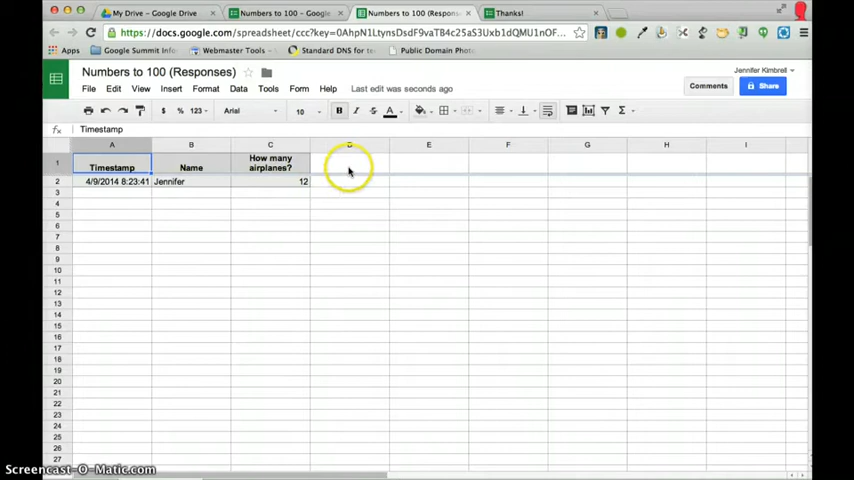 My Drive – Google Drive
Numbers to 100 - Google
Numbers to 100 (Respons
Thanks!
https://docs.google.com/spreadsheet/
Apps
Google Summit Info
Webmaster Tools
Standard DNS for
Public Domain Pho
Numbers to 100 (Responses)
Jennifer Kimbrell
File Edit View Insert Format Data Tools Form Help Last edit was seconds ago
Comments
Share
$ % 123 Arial 10 B I A Σ
fx Timestamp
A B C D E F G H I
1 Timestamp Name How many airplanes?
2 4/9/2014 8:23:41 Jennifer 12
3
4
5
6
7
8
9
10
11
12
13
14
15
16
17
18
19
20
21
22
23
24
25
26
27
Screencast-O-Matic.com